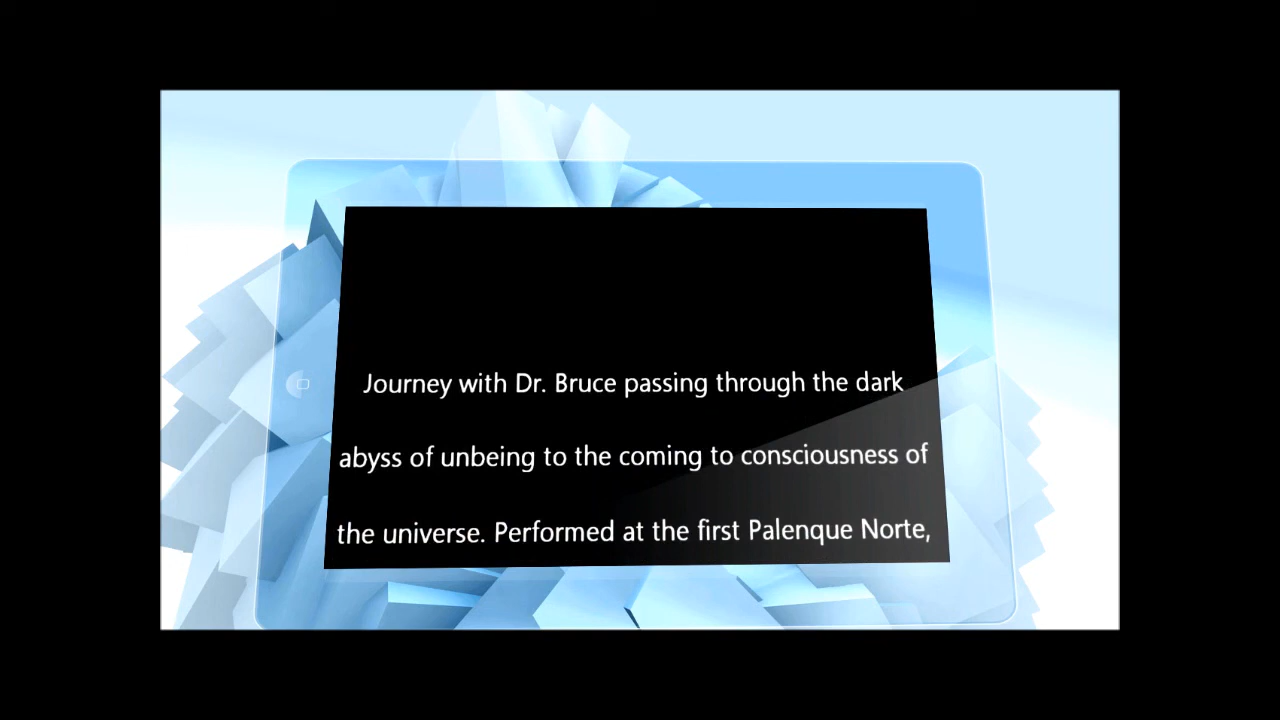 Journey with Dr. Bruce passing through the dark
abyss of unbeing to the coming to consciousness of
the universe. Performed at the first Palenque Norte,